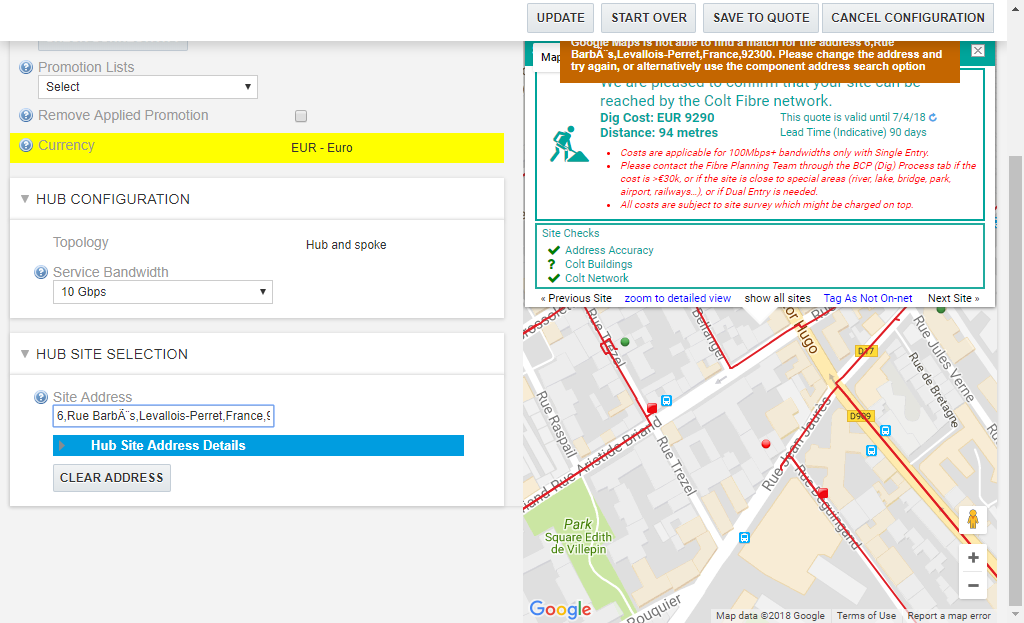 UPDATE
START OVER
SAVE TO QUOTE
CANCEL CONFIGURATION
Promotion Lists
Select
Remove Applied Promotion
Currency
EUR - Euro
HUB CONFIGURATION
Topology
Hub and spoke
Service Bandwidth
10 Gbps
HUB SITE SELECTION
Site Address
6,Rue BarbÃ¨s,Levallois-Perret,France,9
Hub Site Address Details
CLEAR ADDRESS
Map
Google Maps is not able to find a match for the address 6,Rue
BarbÃ¨s,Levallois-Perret,France,92300. Please change the address and
try again, or alternatively use the component address search option
We are pleased to confirm that your site can be
reached by the Colt Fibre network.
Dig Cost: EUR 9290
This quote is valid until 7/4/18
Distance: 94 metres
Lead Time (Indicative) 90 days
Costs are applicable for 100Mbps+ bandwidths only with Single Entry.
Please contact the Fibre Planning Team through the BCP (Dig) Process tab if the
cost is >€30k, or if the site is close to special areas (river, lake, bridge, park,
airport, railways...), or if Dual Entry is needed.
All costs are subject to site survey which might be charged on top.
Site Checks
Address Accuracy
? Colt Buildings
Colt Network
« Previous Site
zoom to detailed view
show all sites
Tag As Not On-net
Next Site »
Rue Trézel
Bellanger
or Hugo
D17
Rue Jules Verne
Rue de Bretagne
Rue Raspail
D909
Rue Aristide Briand
Rue Jean Jaurès
Rue Trezel
and
Rue Baguingand
Park
Square Edith
de Villepin
Google
Rouquier
Map data ©2018 Google
Terms of Use
Report a map error